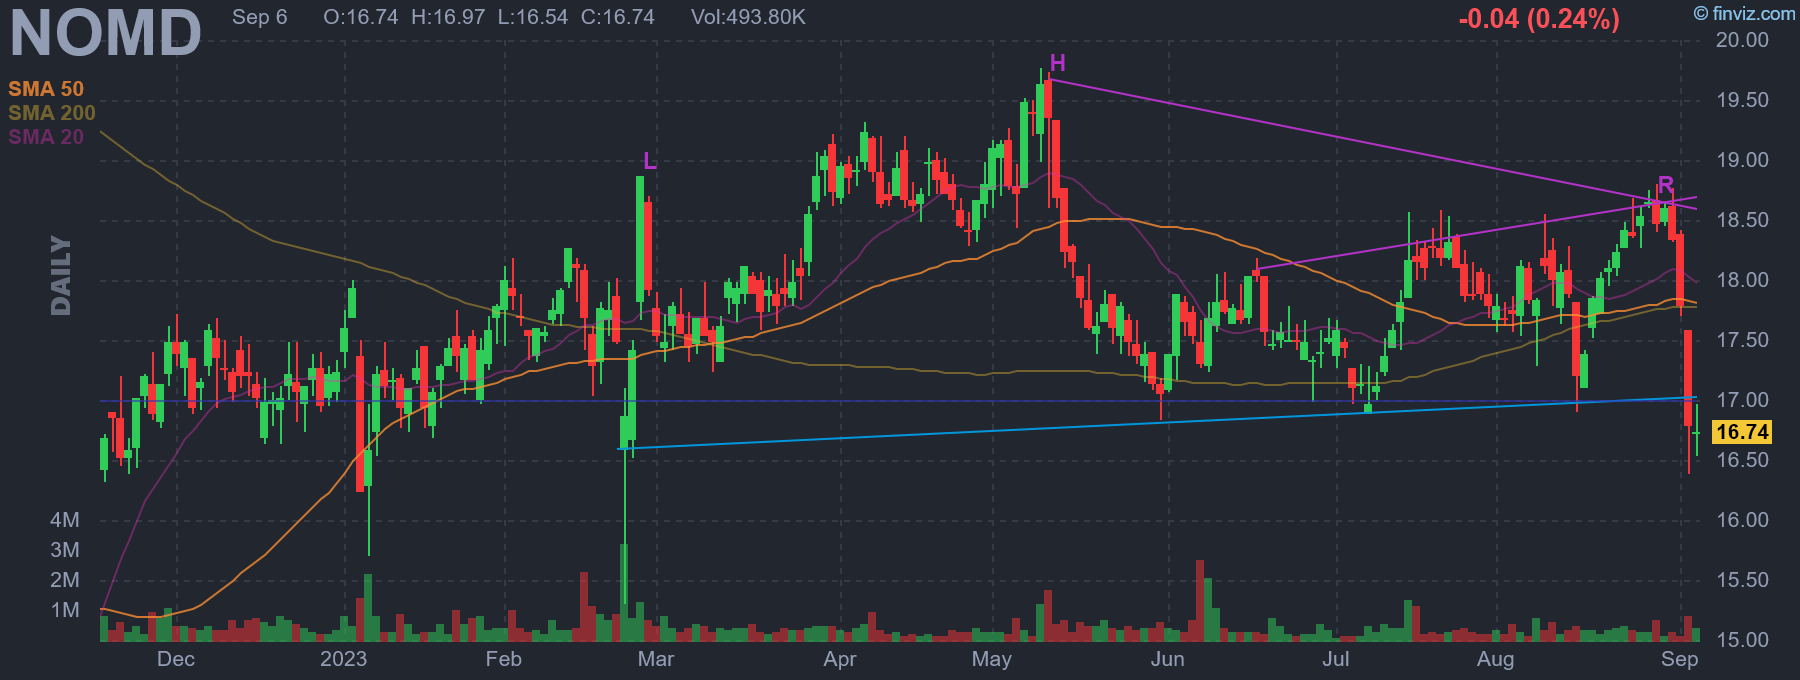 NOMD Sep 6 O:16.74 H:16.97 L:16.54 C:16.74 Vol:493.80K -0.04 (0.24%) © finviz.com
SMA 50
SMA 200
SMA 20
DAILY
H
L
R
20.00
19.50
19.00
18.50
18.00
17.50
17.00
16.74
16.50
16.00
15.50
15.00
4M
3M
2M
1M
Dec 2023 Feb Mar Apr May Jun Jul Aug Sep